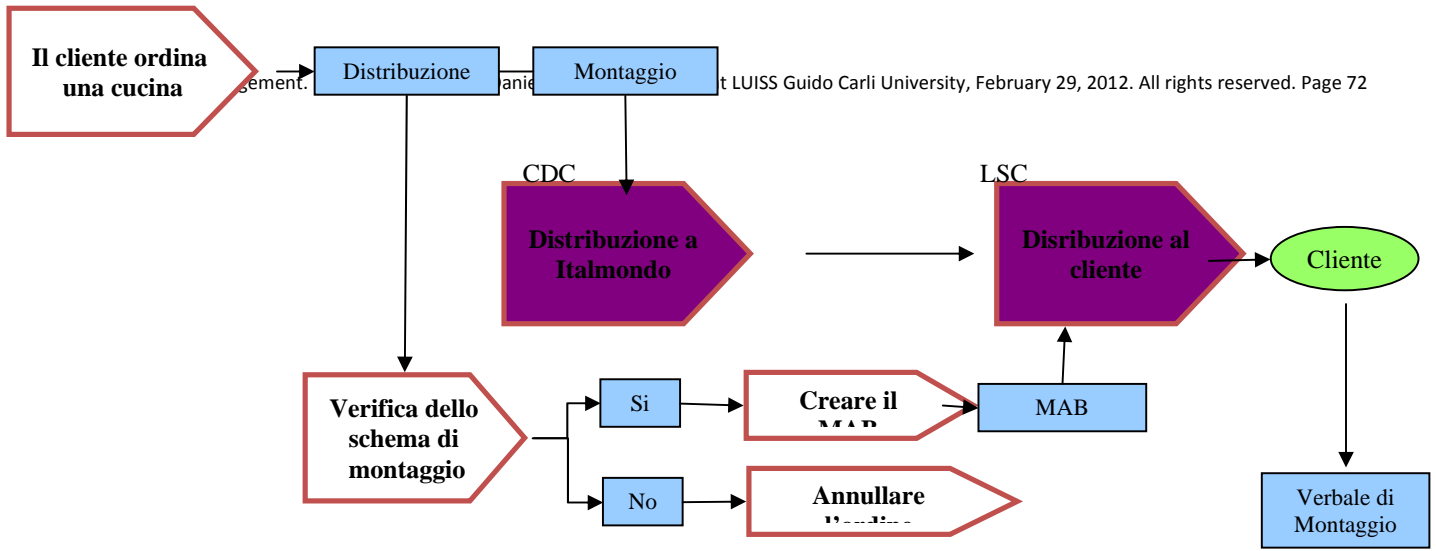 Il cliente ordina
una cucina
Distribuzione
Montaggio
gement.
t LUISS Guido Carli University, February 29, 2012. All rights reserved. Page 72
CDC
LSC
Distribuzione a
Italmondo
Disribuzione al
cliente
Cliente
Verifica dello
schema di
montaggio
Si
Creare il
MAB
MAB
No
Annullare
l'ordine
Verbale di
Montaggio